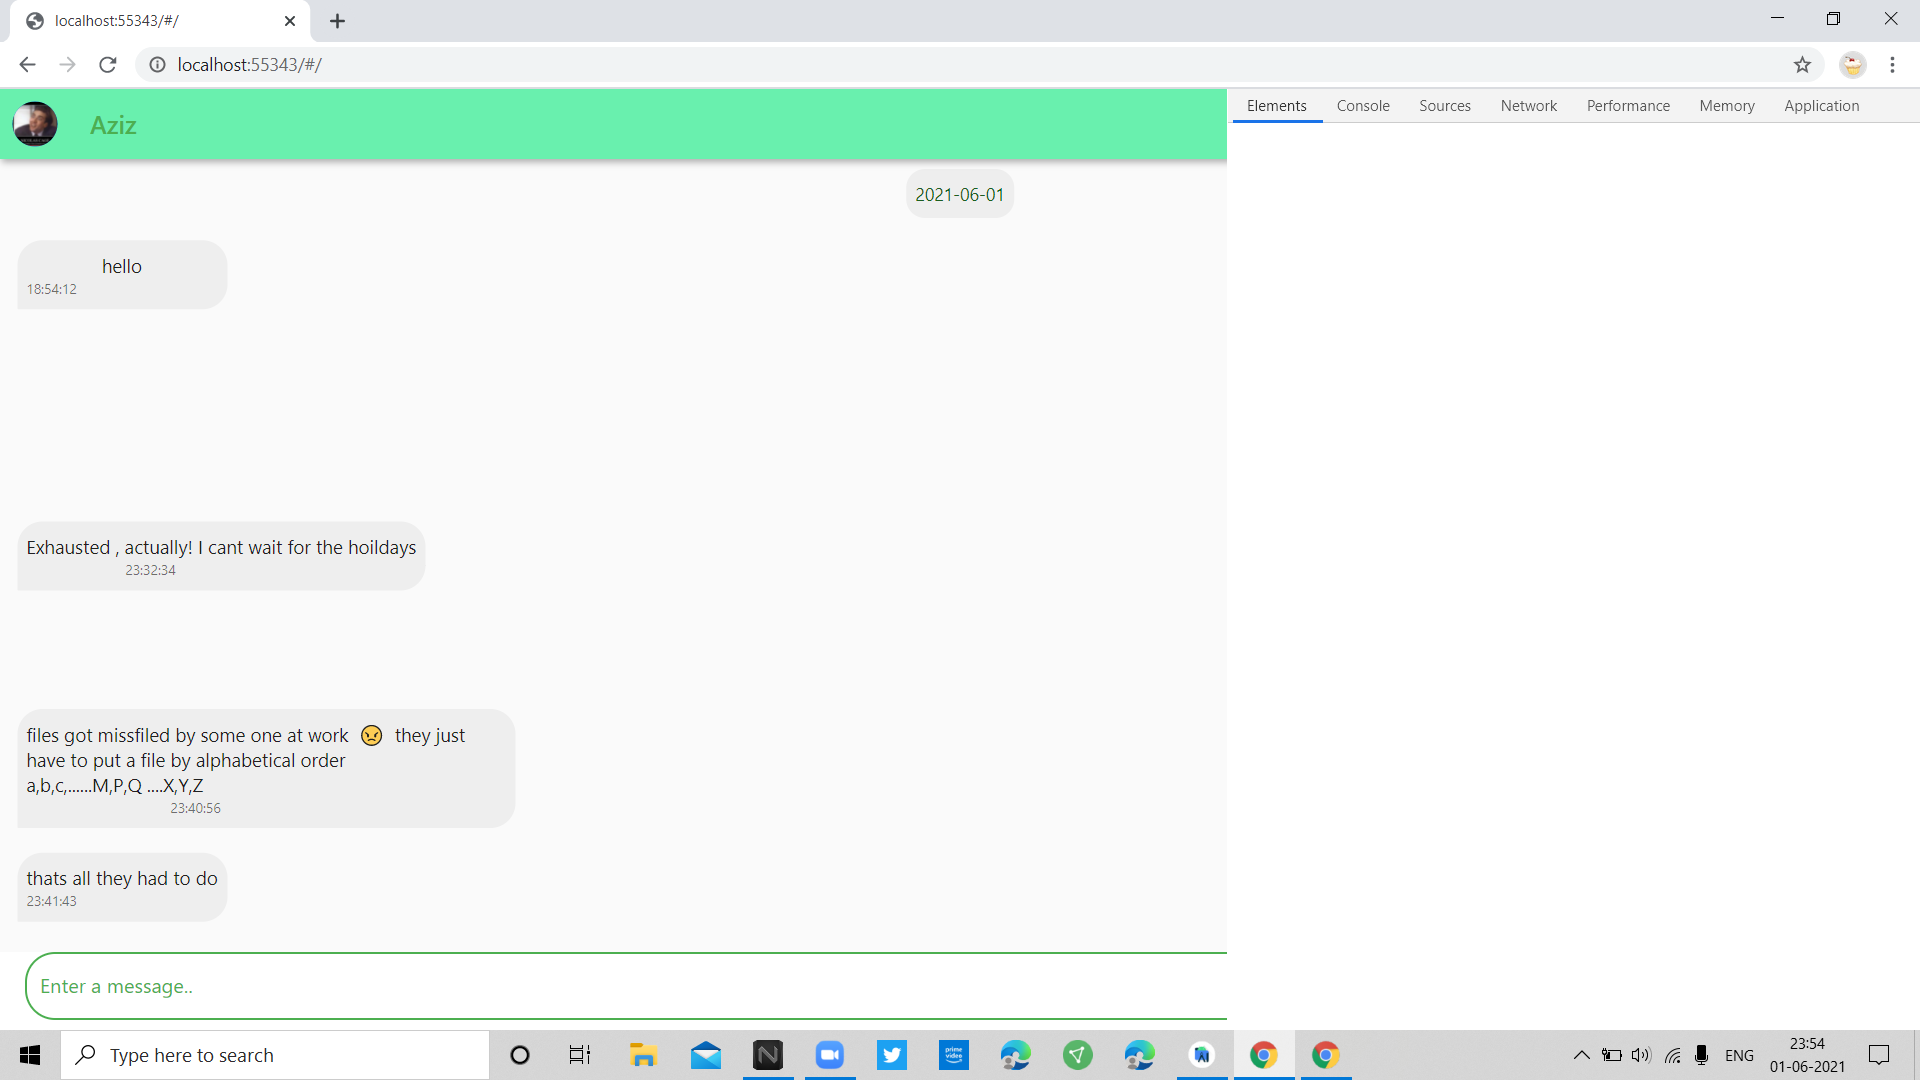 localhost:55343/#/
localhost:55343/#/
Aziz
Elements Console Sources Network Performance Memory Application
2021-06-01
hello
18:54:12
Exhausted , actually! I cant wait for the hoildays
23:32:34
files got missfiled by some one at work 😠 they just
have to put a file by alphabetical order
a,b,c,......M,P,Q ....X,Y,Z
23:40:56
thats all they had to do
23:41:43
Enter a message..
Type here to search
prime video
ENG
23:54
01-06-2021